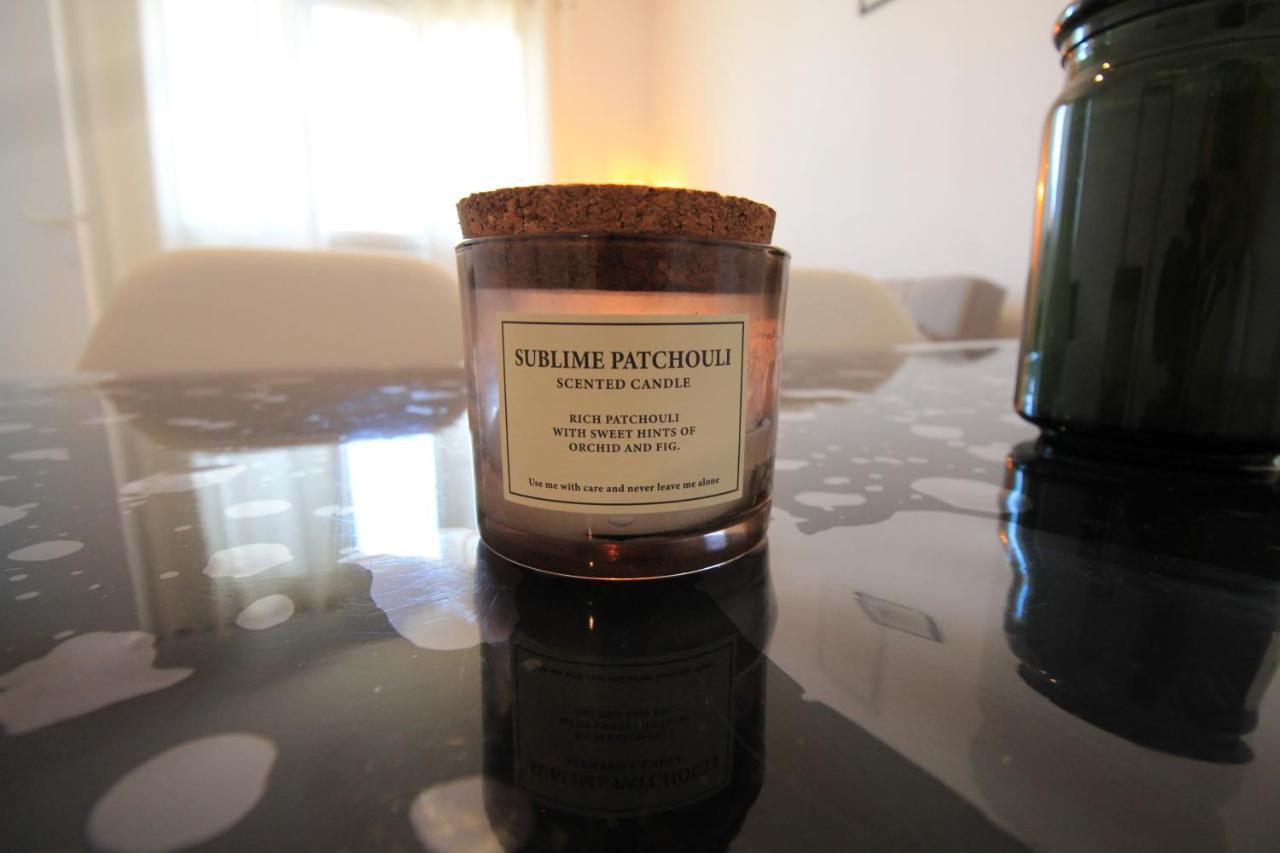 SUBLIME PATCHOULI
SCENTED CANDLE
RICH PATCHOULI
WITH SWEET HINTS OF
ORCHID AND FIG.
Use me with care and never leave me alone